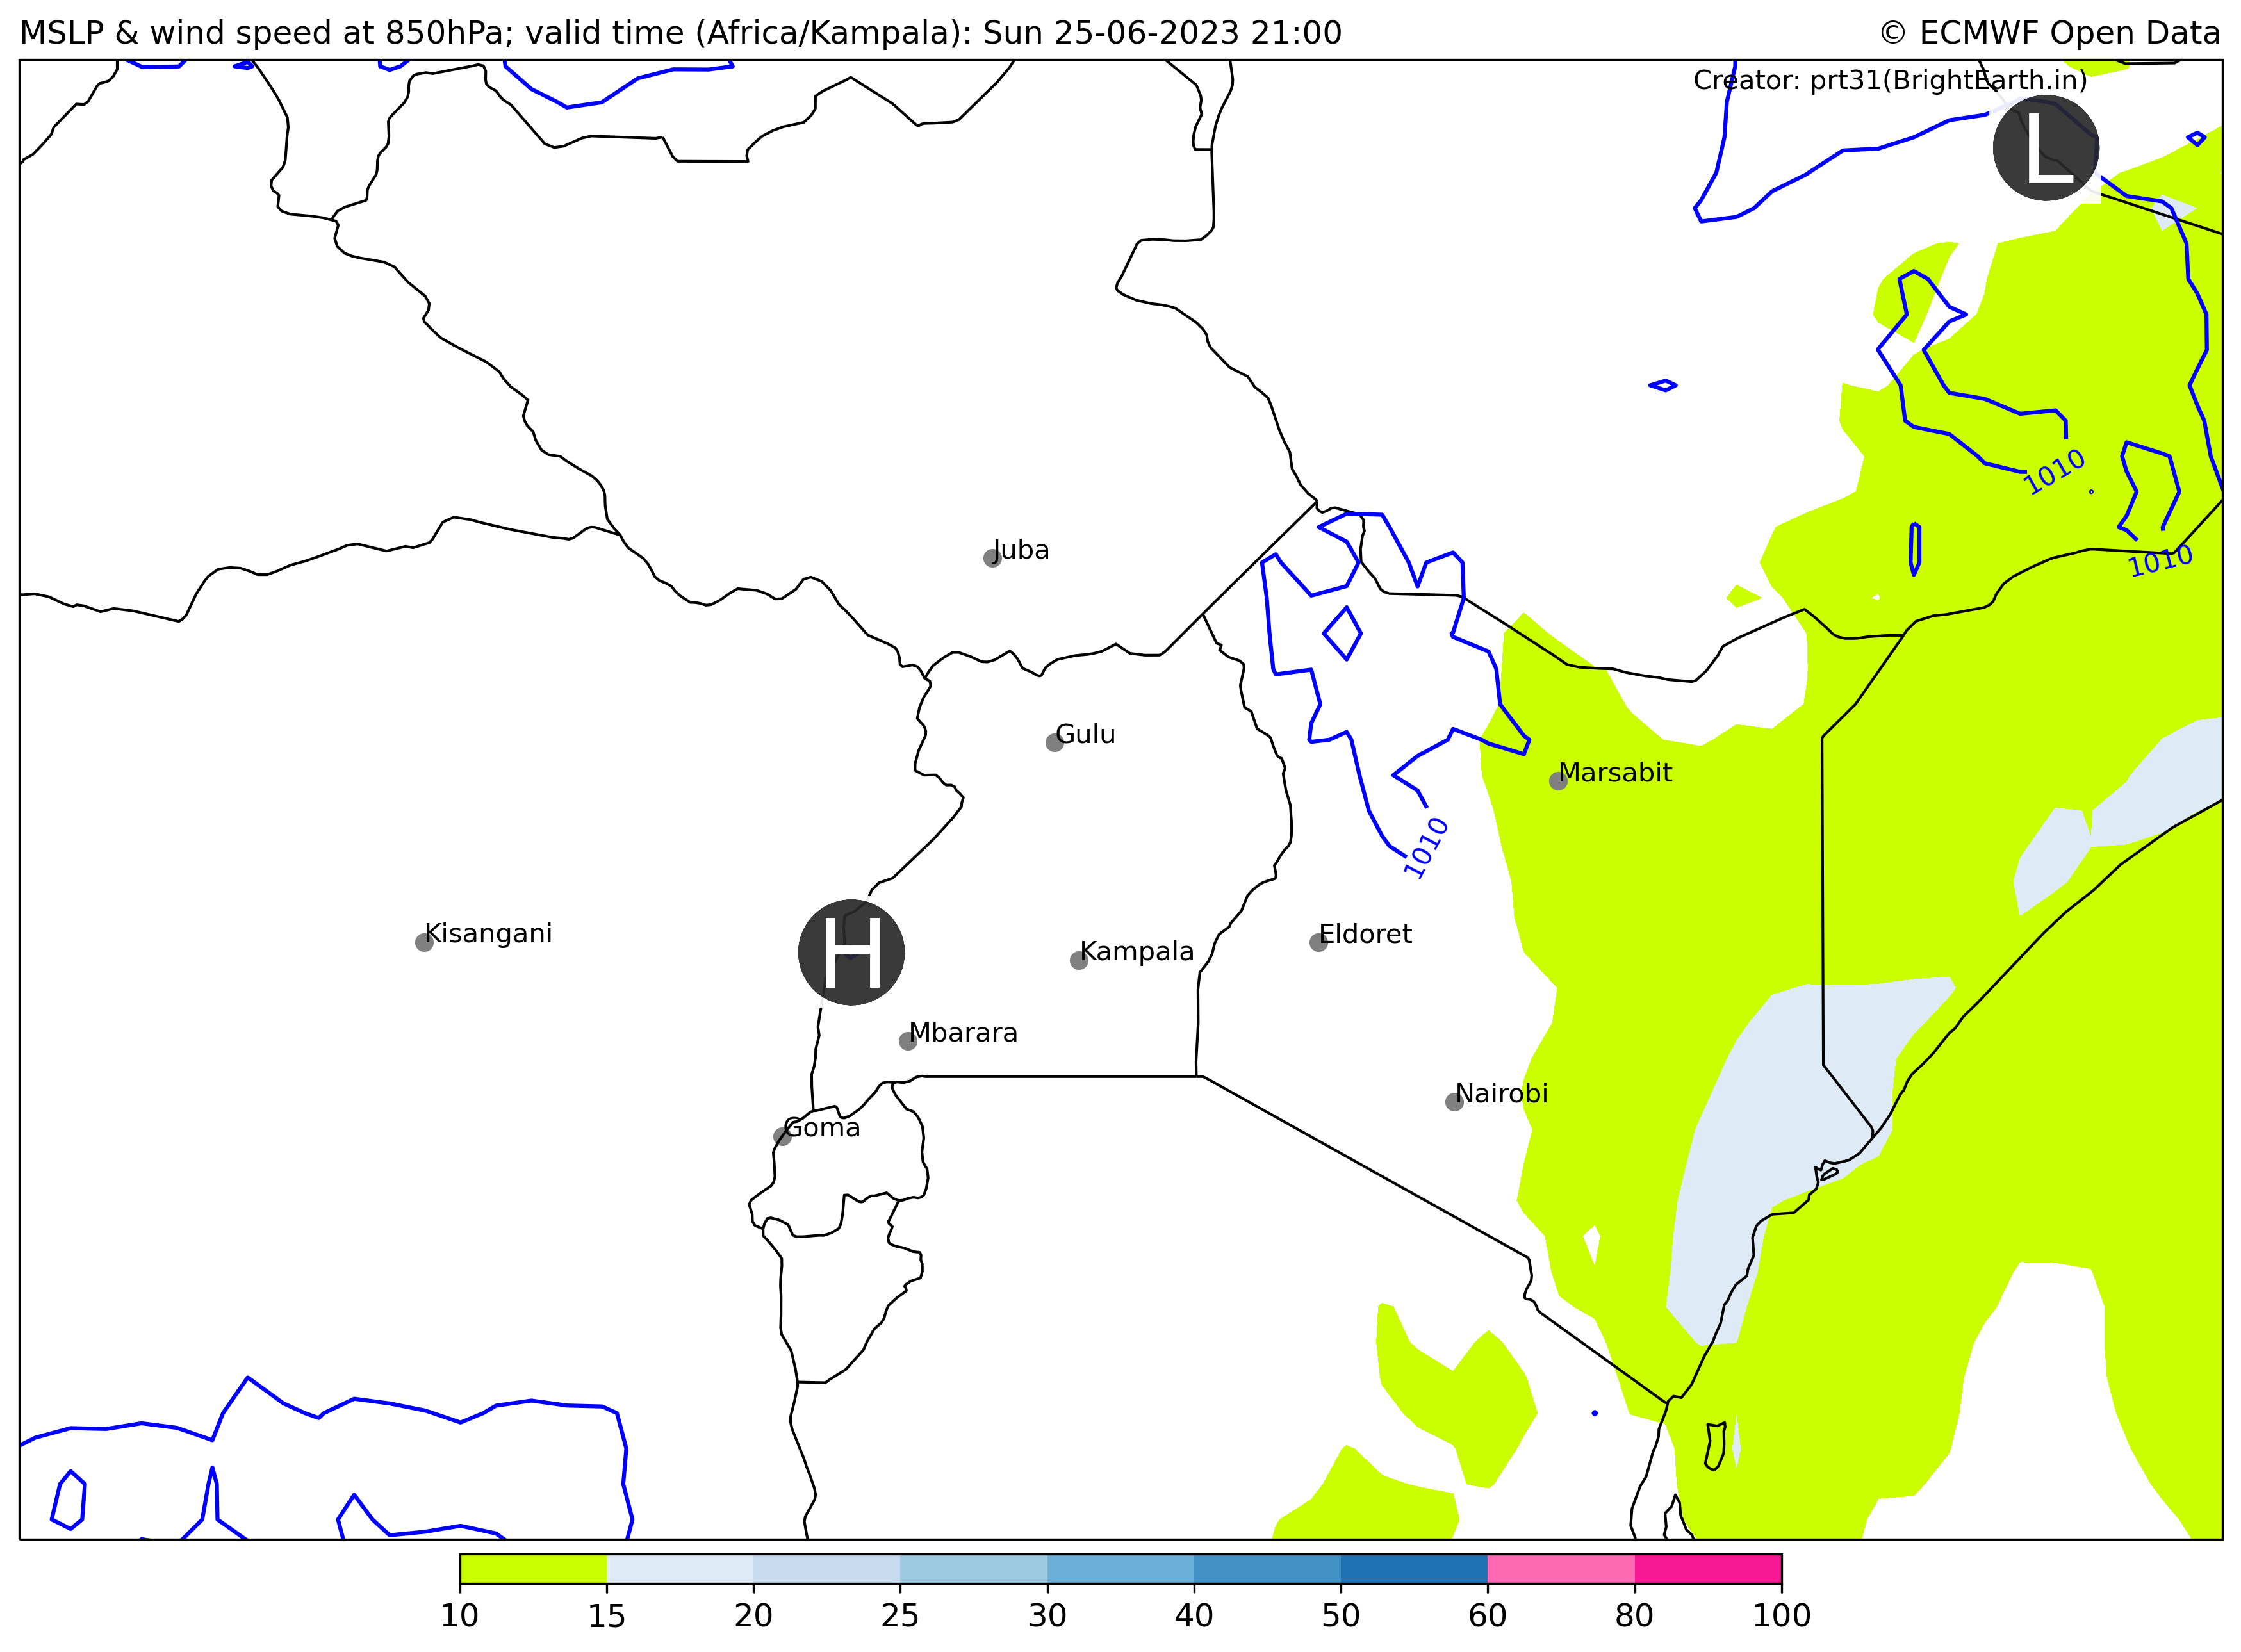 MSLP & wind speed at 850hPa; valid time (Africa/Kampala): Sun 25-06-2023 21:00
© ECMWF Open Data
Creator: prt31(BrightEarth.in)
L
1010
Juba
1010
Gulu
Marsabit
1010
Kisangani
H
Kampala
Eldoret
Mbarara
Nairobi
Goma
10 15 20 25 30 40 50 60 80 100